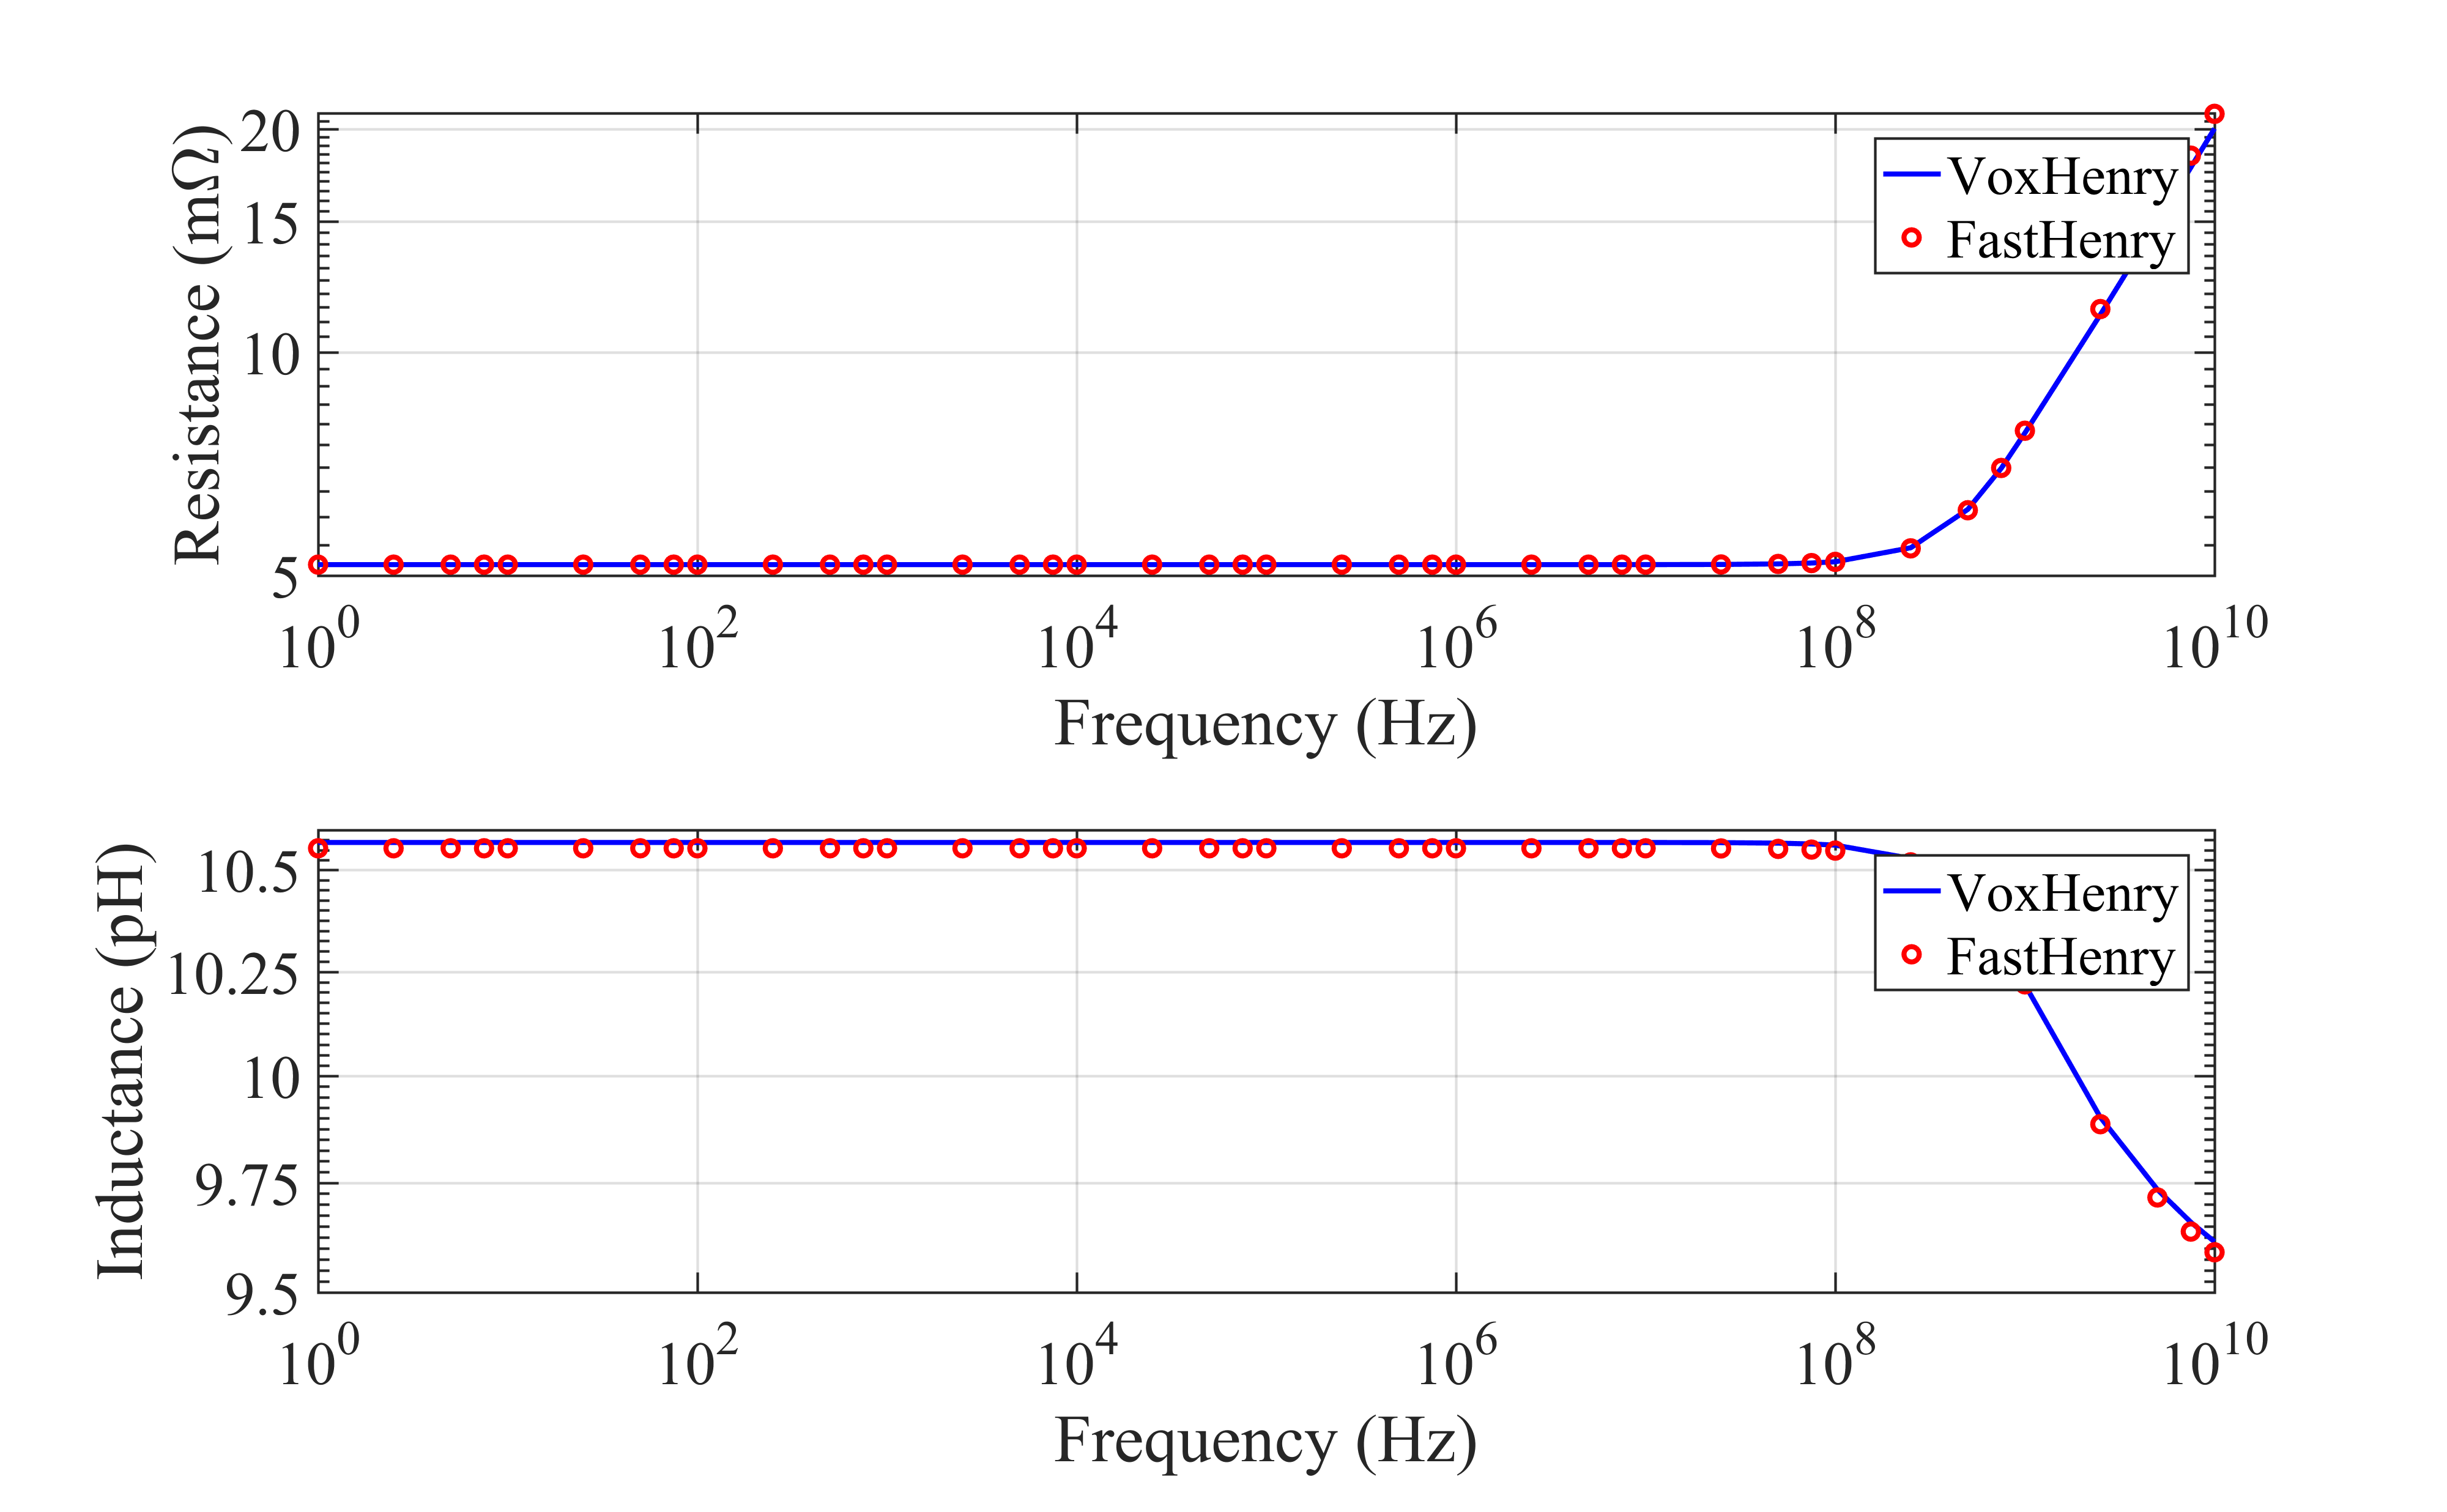 Resistance (mΩ)
20
15
10
5
VoxHenry
FastHenry
10^0 10^2 10^4 10^6 10^8 10^10
Frequency (Hz)
Inductance (pH)
10.5
10.25
10
9.75
9.5
VoxHenry
FastHenry
10^0 10^2 10^4 10^6 10^8 10^10
Frequency (Hz)